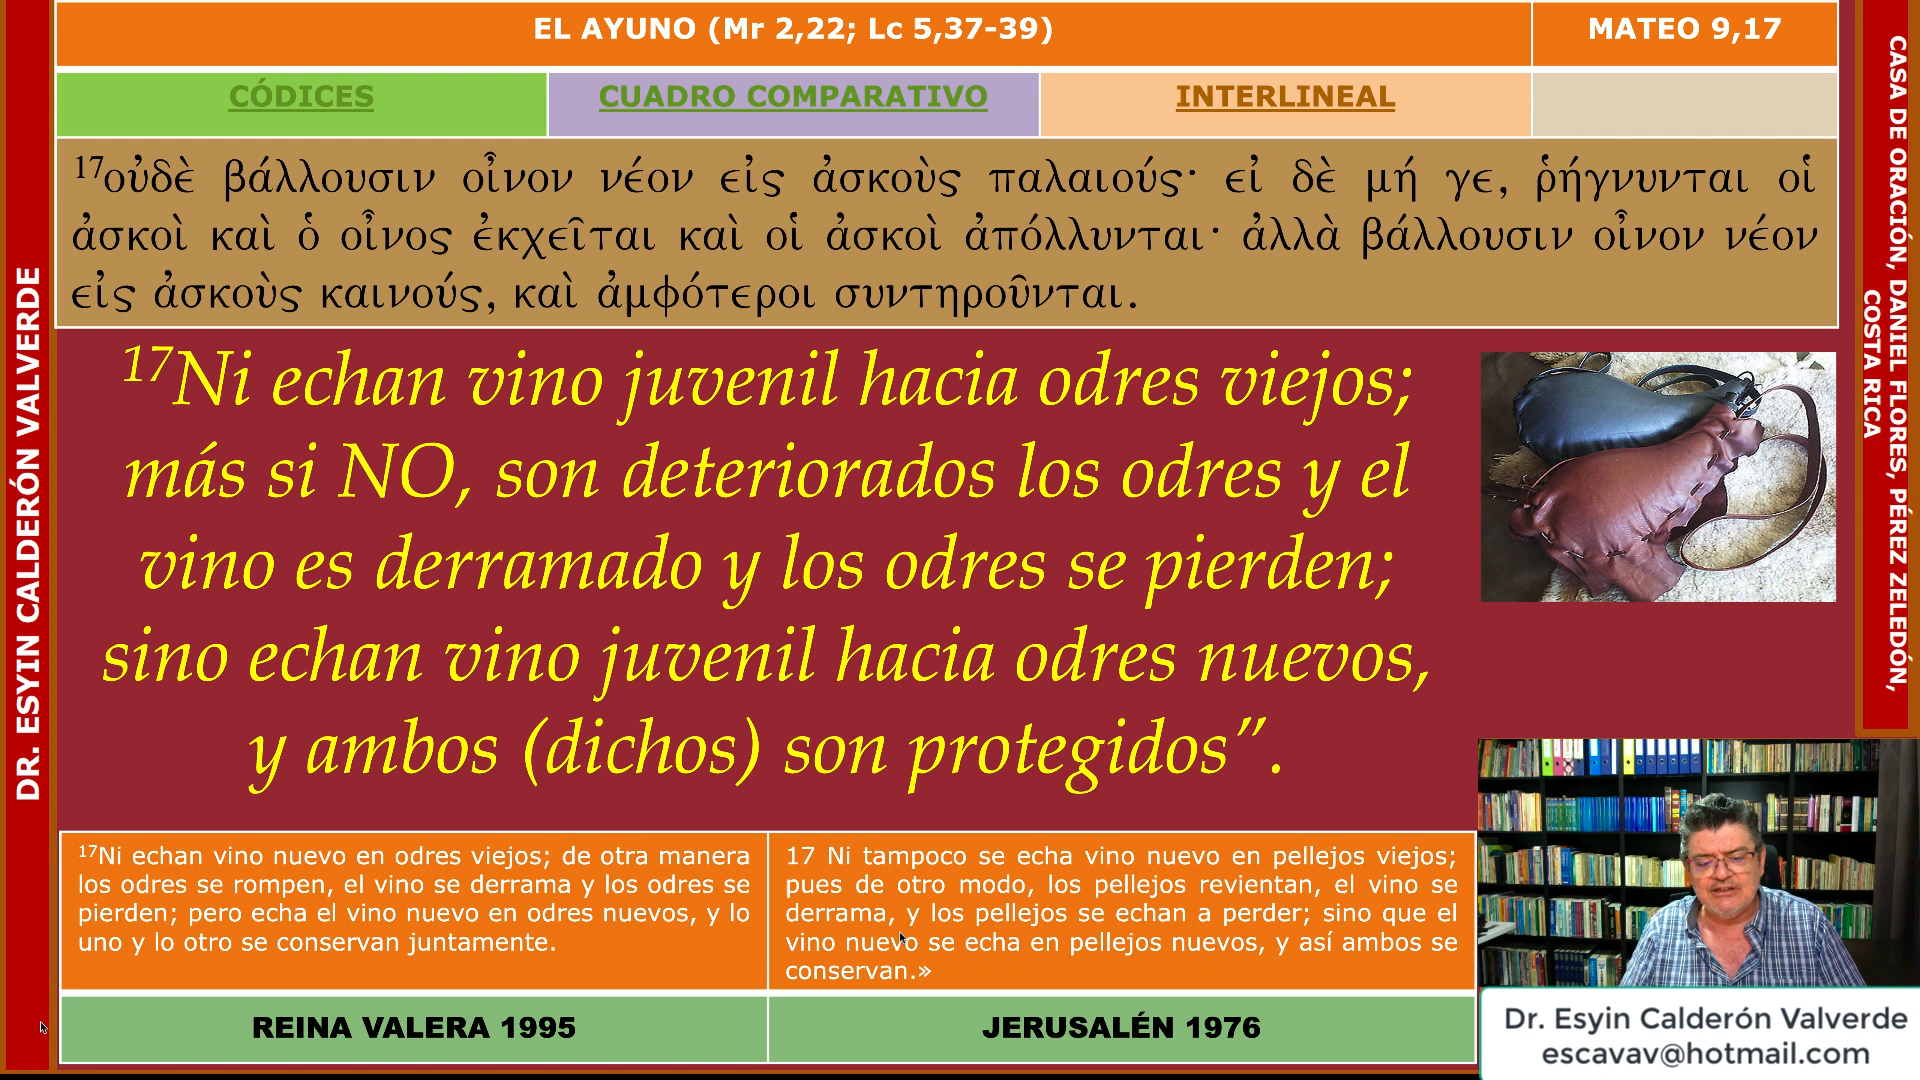 EL AYUNO (Mr 2,22; Lc 5,37-39)
MATEO 9,17
CÓDICES
CUADRO COMPARATIVO
INTERLINEAL
17οὐδὲ βάλλουσιν οἶνον νέον εἰς ἀσκοὺς παλαιούς· εἰ δὲ μή γε, ῥήγνυνται οἱ
ἀσκοὶ καὶ ὁ οἶνος ἐκχεῖται καὶ οἱ ἀσκοὶ ἀπόλλυνται· ἀλλὰ βάλλουσιν οἶνον νέον
εἰς ἀσκοὺς καινούς, καὶ ἀμφότεροι συντηροῦνται.
17Ni echan vino juvenil hacia odres viejos;
más si NO, son deteriorados los odres y el
vino es derramado y los odres se pierden;
sino echan vino juvenil hacia odres nuevos,
y ambos (dichos) son protegidos”.
17Ni echan vino nuevo en odres viejos; de otra manera
los odres se rompen, el vino se derrama y los odres se
pierden; pero echa el vino nuevo en odres nuevos, y lo
uno y lo otro se conservan juntamente.
17 Ni tampoco se echa vino nuevo en pellejos viejos;
pues de otro modo, los pellejos revientan, el vino se
derrama, y los pellejos se echan a perder; sino que el
vino nuevo se echa en pellejos nuevos, y así ambos se
conservan.»
REINA VALERA 1995
JERUSALÉN 1976
DR. ESYIN CALDERÓN VALVERDE
CASA DE ORACIÓN, DANIEL FLORES, PÉREZ ZELEDÓN,
COSTA RICA
Dr. Esyin Calderón Valverde
escavav@hotmail.com